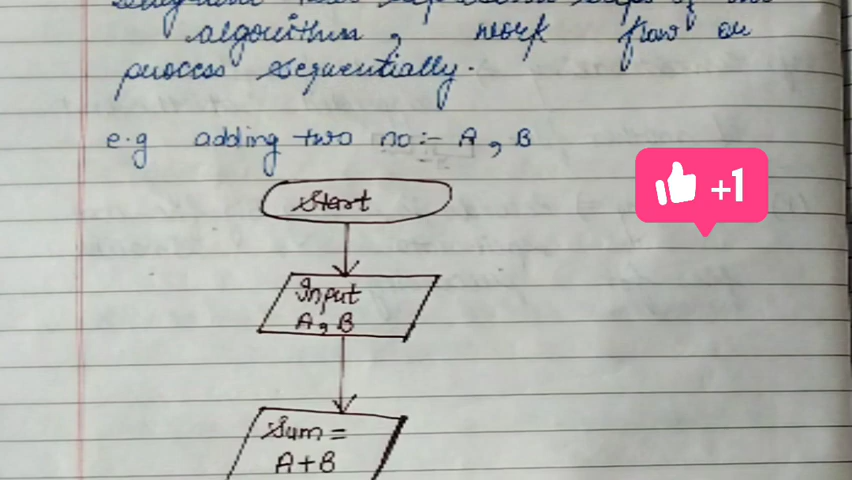 algorithm, work flow or
process sequentially.
e.g adding two no:- A, B
Start
Input
A, B
Sum =
A+B
+1